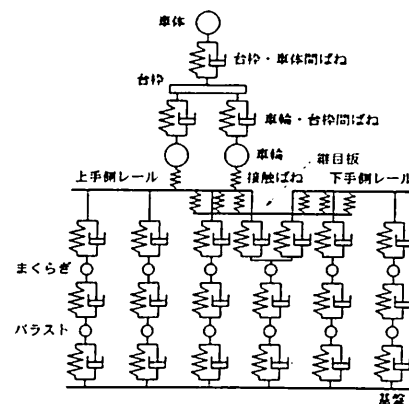 車体
台枠・車体間ばね
台枠
車輪・台枠間ばね
車輪
継目板
上手側レール
接触ばね
下手側レール
まくらぎ
バラスト
基盤